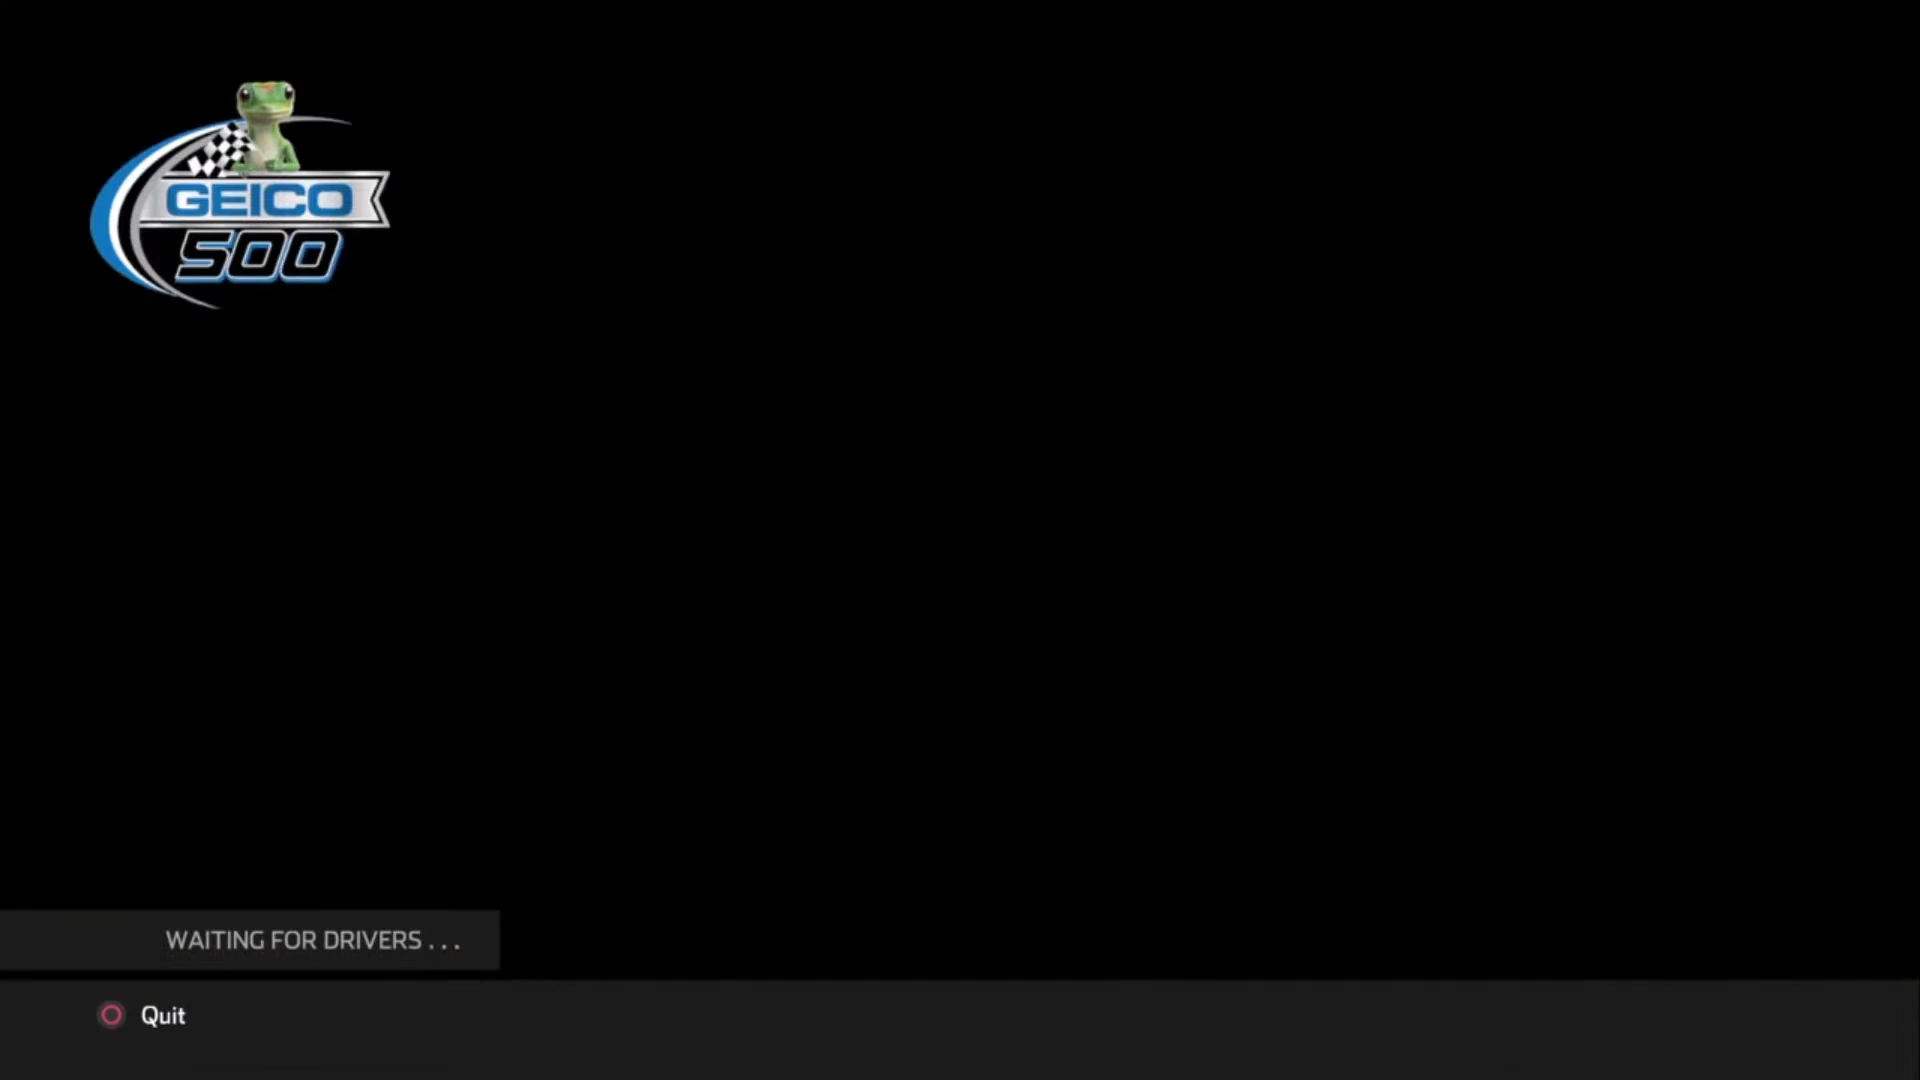 GEICO
500
WAITING FOR DRIVERS . . .
Quit